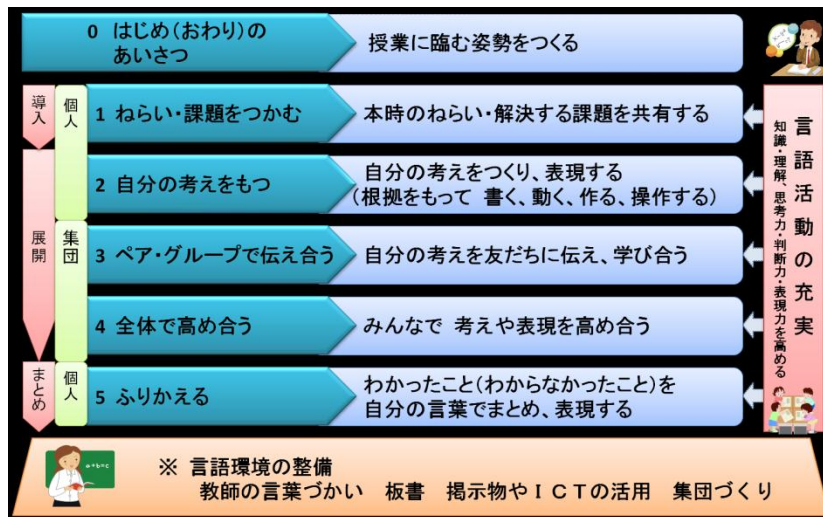 0 はじめ(おわり)の
あいさつ
授業に臨む姿勢をつくる
導入
個人
1 ねらい・課題をつかむ
本時のねらい・解決する課題を共有する
2 自分の考えをもつ
自分の考えをつくり、表現する
(根拠をもって 書く、動く、作る、操作する)
展開
集団
3 ペア・グループで伝え合う
自分の考えを友だちに伝え、学び合う
4 全体で高め合う
みんなで 考えや表現を高め合う
まとめ
個人
5 ふりかえる
わかったこと(わからなかったこと)を
自分の言葉でまとめ、表現する
言語活動の充実
知識・理解、思考力・判断力・表現力を高める
a+b=c
※ 言語環境の整備
教師の言葉づかい 板書 掲示物やICTの活用 集団づくり